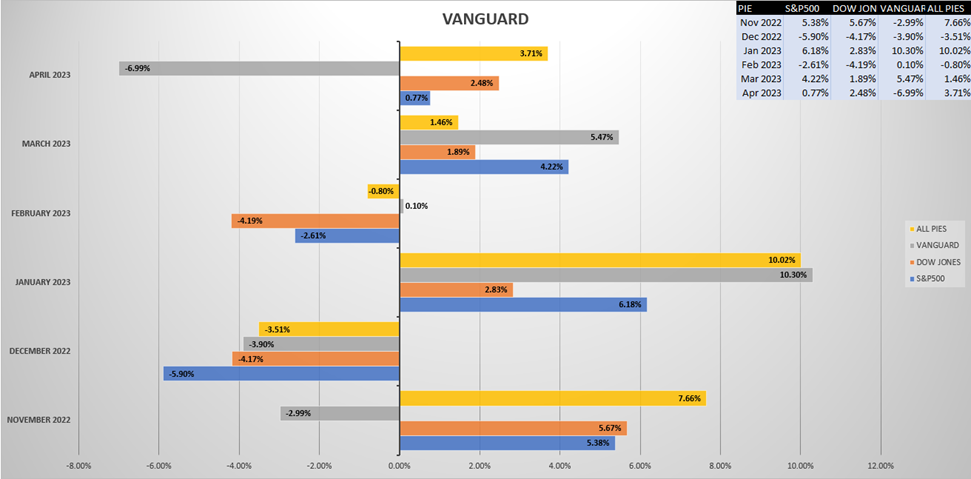 VANGUARD
PIE S&P500 DOW JON VANGUAR ALL PIES
Nov 2022 5.38% 5.67% -2.99% 7.66%
Dec 2022 -5.90% -4.17% -3.90% -3.51%
Jan 2023 6.18% 2.83% 10.30% 10.02%
Feb 2023 -2.61% -4.19% 0.10% -0.80%
Mar 2023 4.22% 1.89% 5.47% 1.46%
Apr 2023 0.77% 2.48% -6.99% 3.71%
3.71%
-6.99%
APRIL 2023
2.48%
0.77%
1.46%
5.47%
MARCH 2023
1.89%
4.22%
-0.80%
0.10%
FEBRUARY 2023
-4.19%
-2.61%
10.02%
10.30%
JANUARY 2023
2.83%
6.18%
-3.51%
-3.90%
DECEMBER 2022
-4.17%
-5.90%
7.66%
-2.99%
NOVEMBER 2022
5.67%
5.38%
ALL PIES
VANGUARD
DOW JONES
S&P500
-8.00% -6.00% -4.00% -2.00% 0.00% 2.00% 4.00% 6.00% 8.00% 10.00% 12.00%